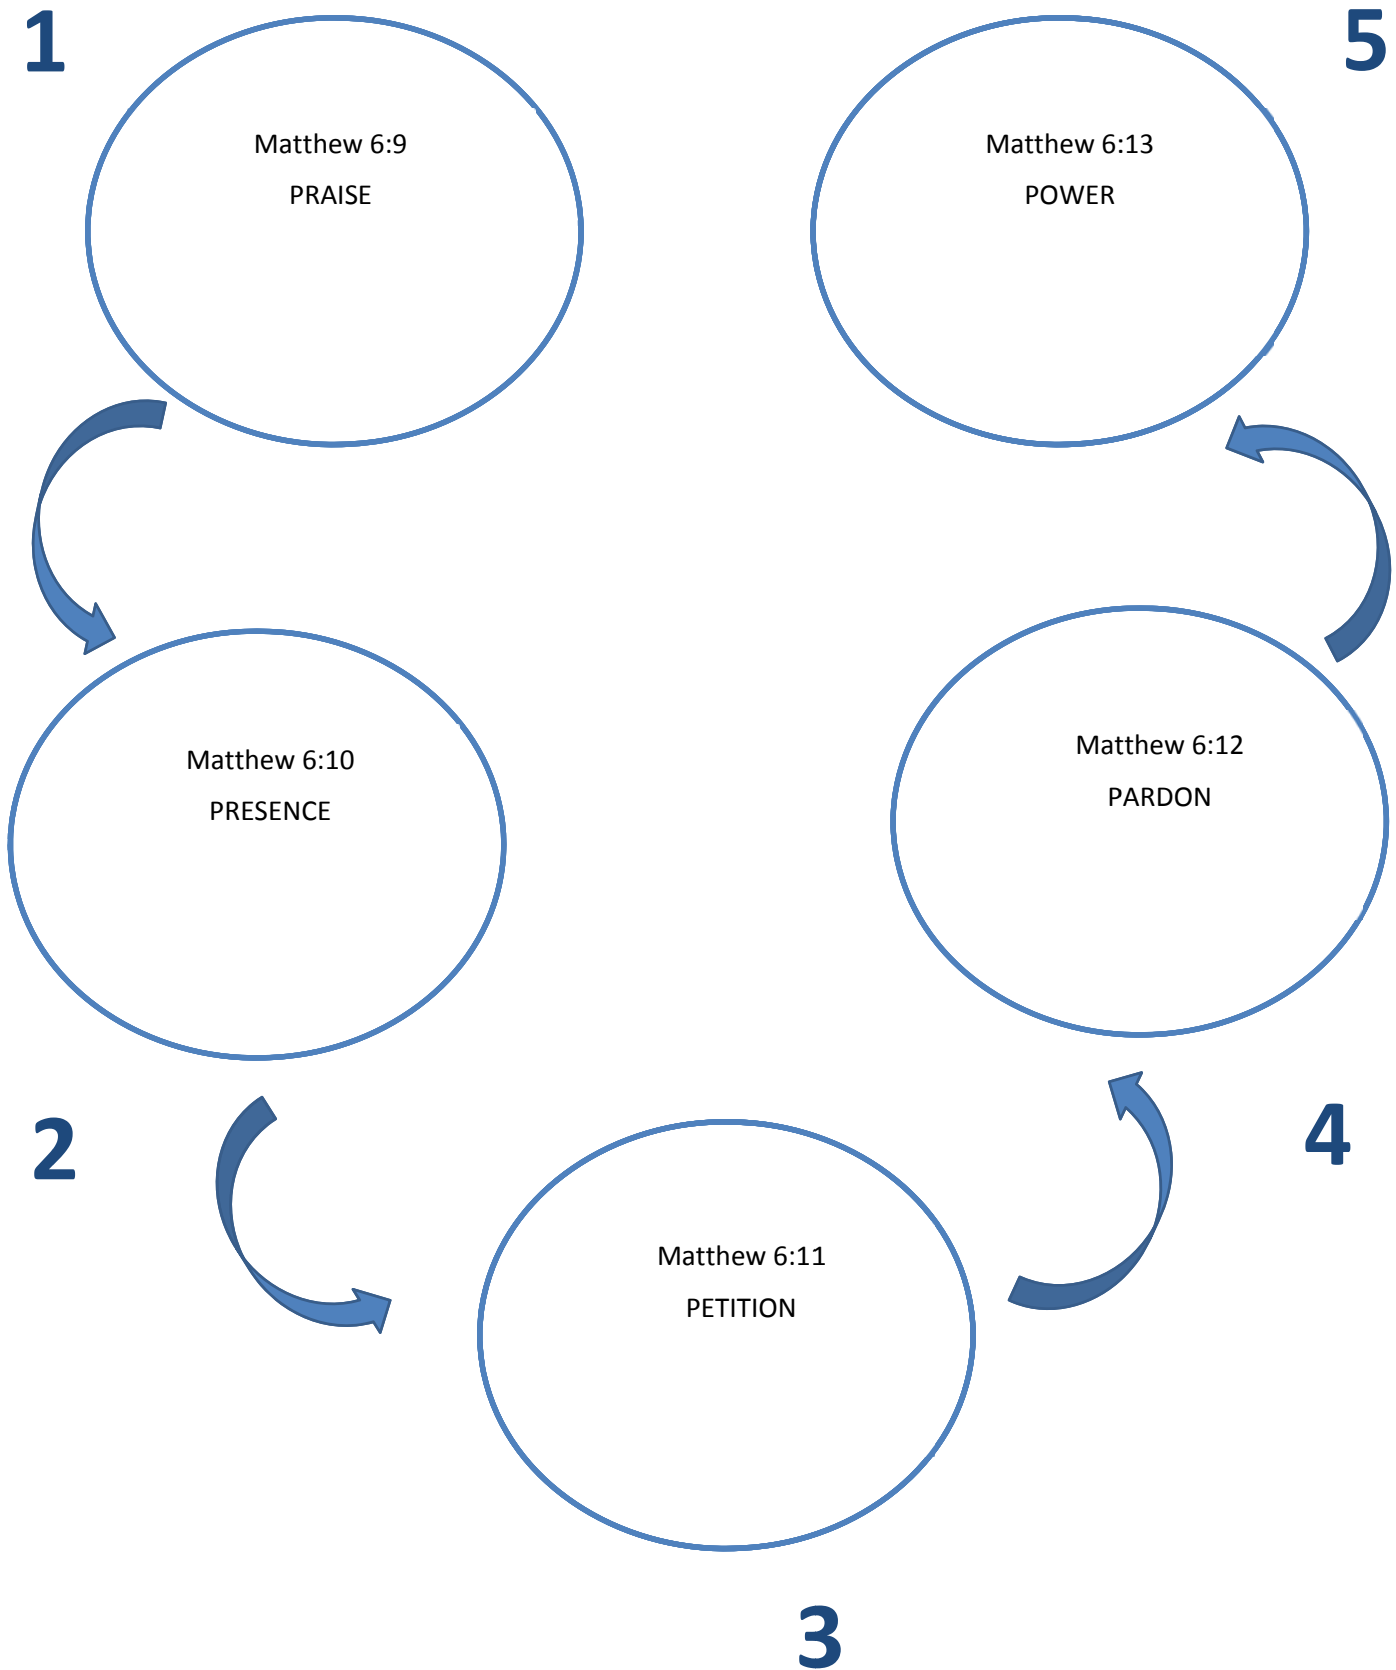 1
Matthew 6:9
PRAISE
2
Matthew 6:10
PRESENCE
3
Matthew 6:11
PETITION
4
Matthew 6:12
PARDON
5
Matthew 6:13
POWER